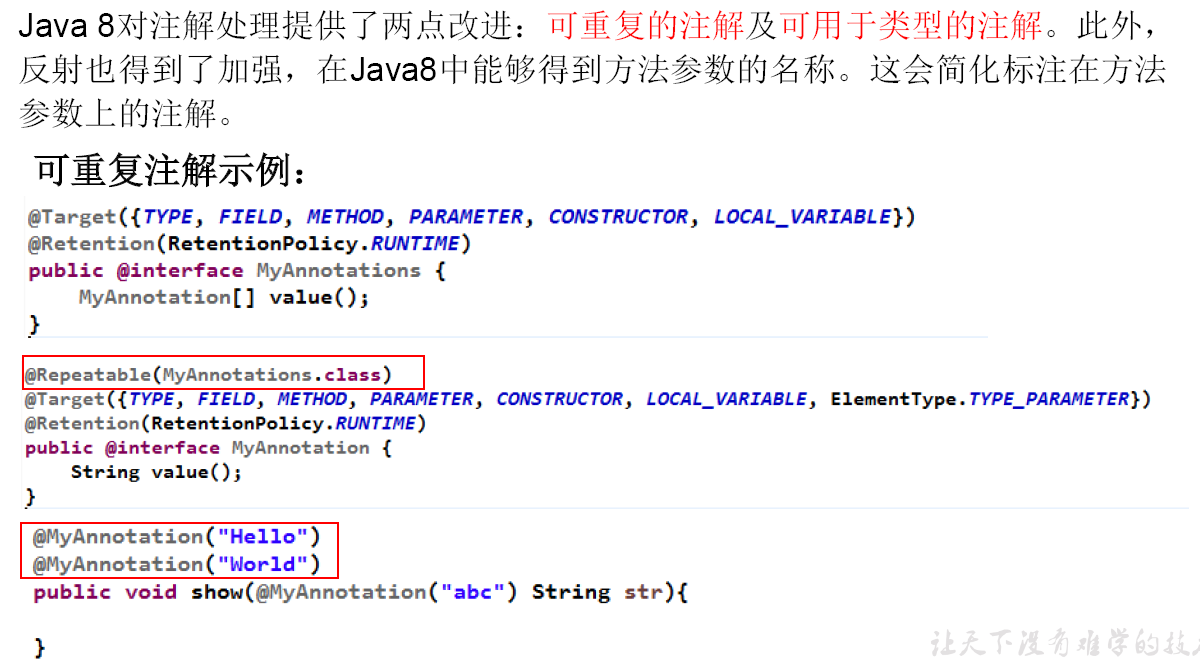 Java 8对注解处理提供了两点改进：可重复的注解及可用于类型的注解。此外，
反射也得到了加强，在Java8中能够得到方法参数的名称。这会简化标注在方法
参数上的注解。
可重复注解示例：
@Target({TYPE, FIELD, METHOD, PARAMETER, CONSTRUCTOR, LOCAL_VARIABLE})
@Retention(RetentionPolicy.RUNTIME)
public @interface MyAnnotations {
    MyAnnotation[] value();
}
@Repeatable(MyAnnotations.class)
@Target({TYPE, FIELD, METHOD, PARAMETER, CONSTRUCTOR, LOCAL_VARIABLE, ElementType.TYPE_PARAMETER})
@Retention(RetentionPolicy.RUNTIME)
public @interface MyAnnotation {
    String value();
}
@MyAnnotation("Hello")
@MyAnnotation("World")
public void show(@MyAnnotation("abc") String str){
}
让天下没有难学的技